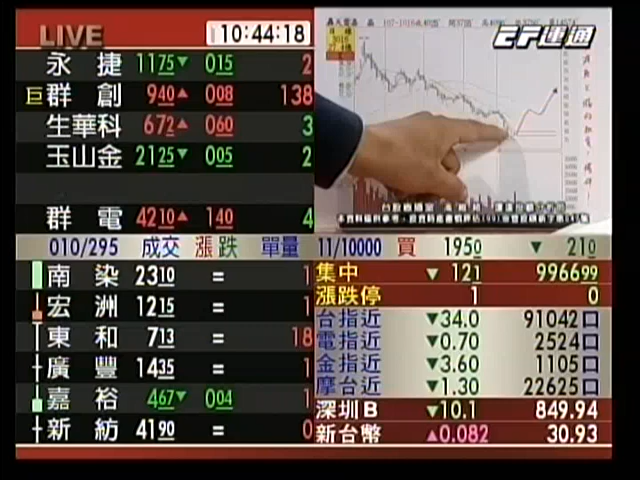 LIVE 10:44:18
永捷 1175▼ 015 2
巨群創 940▲ 008 138
生華科 672▲ 060 3
玉山金 2125▼ 005 2
群電 4210▲ 140 4
EF運通
010/295 成交 漲跌 單量 11/10000 買 1950 ▼ 210
南染 2310 = 1
宏洲 1215 = 1
東和 713 = 18
廣豐 1435 = 1
嘉裕 467▼ 004 1
新紡 4190 = 0
集中 ▼ 121 996699
漲跌停 1 0
台指近 ▼34.0 91042口
電指近 ▼0.70 2524口
金指近 ▼3.60 1105口
摩台近 ▼1.30 22625口
深圳B ▼10.1 849.94
新台幣 ▲0.082 30.93